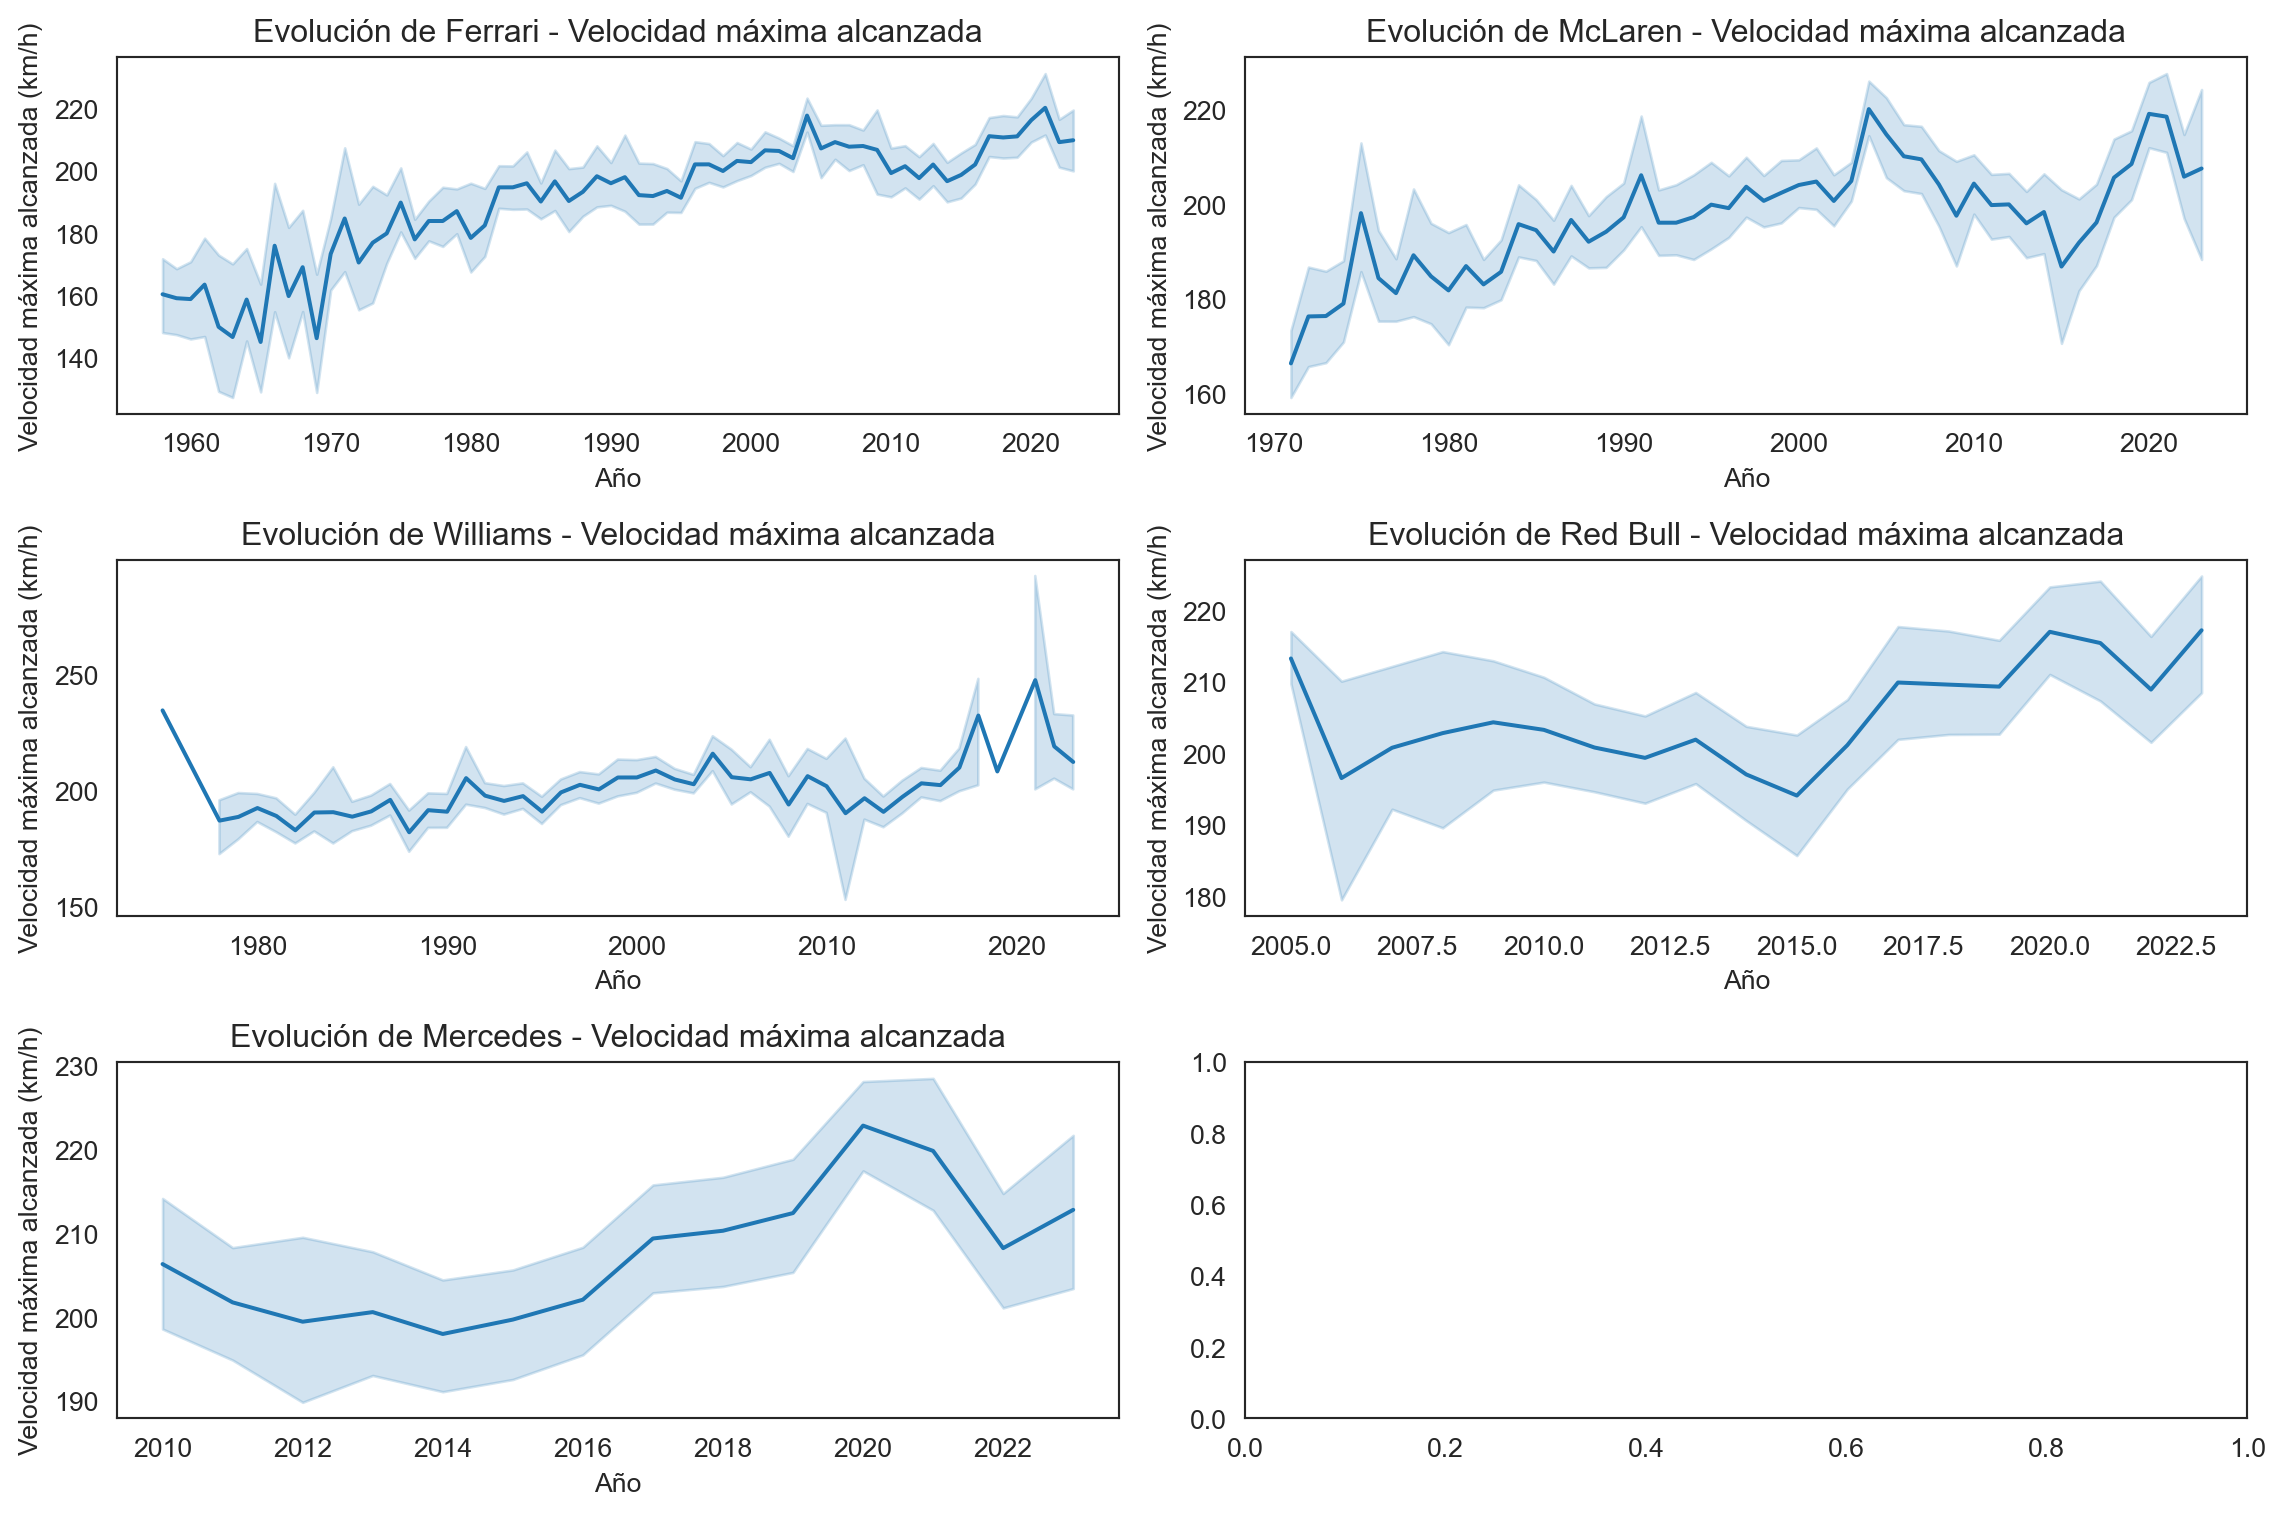 Evolución de Ferrari - Velocidad máxima alcanzada
Velocidad máxima alcanzada (km/h)
220
200
180
160
140
1960 1970 1980 1990 2000 2010 2020
Año
Evolución de McLaren - Velocidad máxima alcanzada
Velocidad máxima alcanzada (km/h)
220
200
180
160
1970 1980 1990 2000 2010 2020
Año
Evolución de Williams - Velocidad máxima alcanzada
Velocidad máxima alcanzada (km/h)
250
200
150
1980 1990 2000 2010 2020
Año
Evolución de Red Bull - Velocidad máxima alcanzada
Velocidad máxima alcanzada (km/h)
220
210
200
190
180
2005.0 2007.5 2010.0 2012.5 2015.0 2017.5 2020.0 2022.5
Año
Evolución de Mercedes - Velocidad máxima alcanzada
Velocidad máxima alcanzada (km/h)
230
220
210
200
190
2010 2012 2014 2016 2018 2020 2022
Año
1.0
0.8
0.6
0.4
0.2
0.0
0.0 0.2 0.4 0.6 0.8 1.0